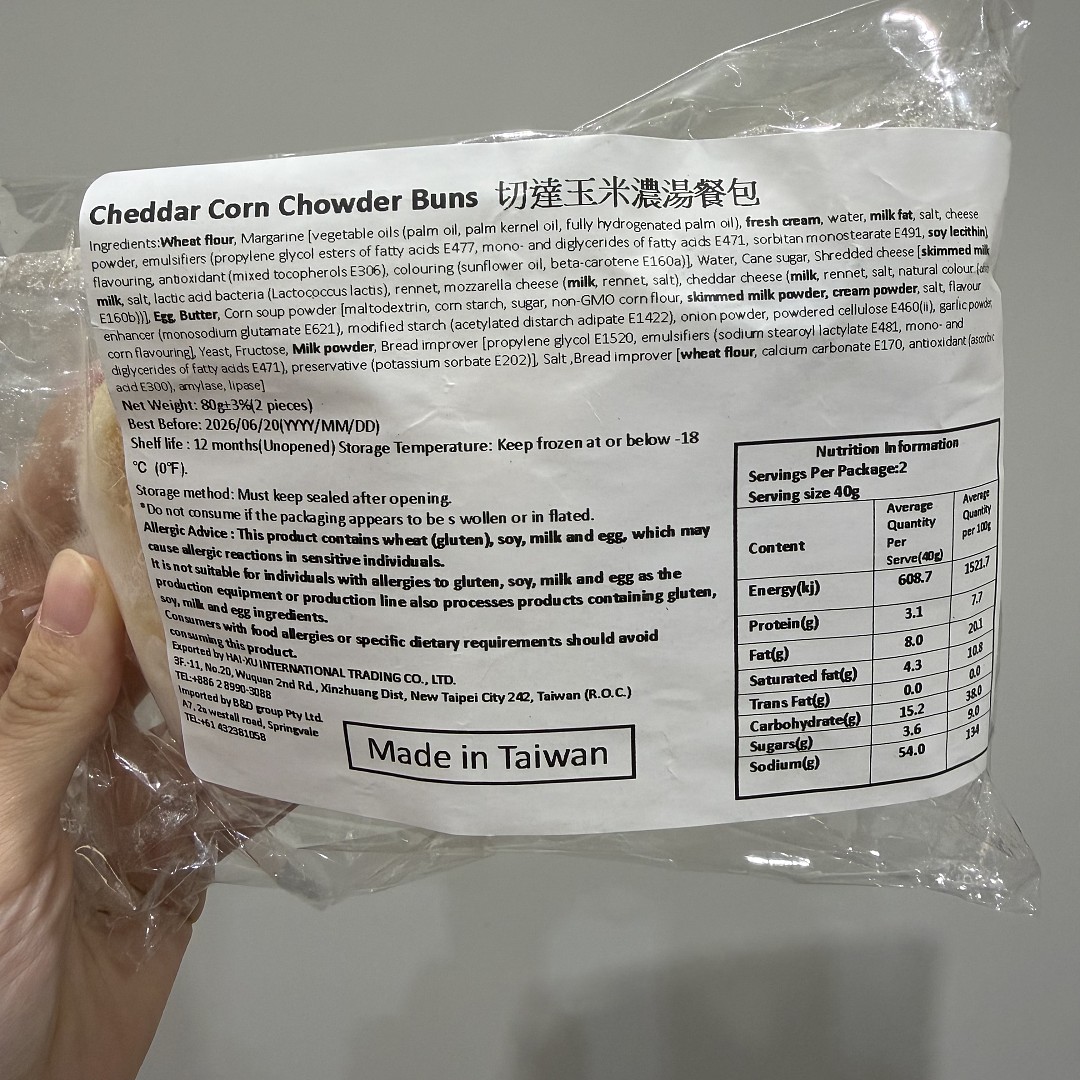 Cheddar Corn Chowder Buns 切達玉米濃湯餐包
Ingredients:Wheat flour, Margarine [vegetable oils (palm oil, palm kernel oil, fully hydrogenated palm oil), fresh cream, water, milk fat, salt, cheese
powder, emulsifiers (propylene glycol esters of fatty acids E477, mono- and diglycerides of fatty acids E471, sorbitan monostearate E491, soy lecithin),
flavouring, antioxidant (mixed tocopherols E306), colouring (sunflower oil, beta-carotene E160a)], Water, Cane sugar, Shredded cheese [skimmed milk
milk, salt, lactic acid bacteria (Lactococcus lactis), rennet, mozzarella cheese (milk, rennet, salt), cheddar cheese (milk, rennet, salt, natural colour
E160b))], Egg, Butter, Corn soup powder [maltodextrin, corn starch, sugar, non-GMO corn flour, skimmed milk powder, cream powder, salt, flavour
enhancer (monosodium glutamate E621), modified starch (acetylated distarch adipate E1422), onion powder, powdered cellulose E460(ii), garlic powder,
corn flavouring], Yeast, Fructose, Milk powder, Bread improver [propylene glycol E1520, emulsifiers (sodium stearoyl lactylate E481, mono- and
diglycerides of fatty acids E471), preservative (potassium sorbate E202)], Salt ,Bread improver [wheat flour, calcium carbonate E170, antioxidant (ascorbic
acid E300), amylase, lipase]
Net Weight: 80g±3%(2 pieces)
Best Before: 2026/06/20(YYYY/MM/DD)
Shelf life : 12 months(Unopened) Storage Temperature: Keep frozen at or below -18
°C (0°F).
Storage method: Must keep sealed after opening.
*Do not consume if the packaging appears to be s wollen or in flated.
Allergic Advice : This product contains wheat (gluten), soy, milk and egg, which may
cause allergic reactions in sensitive individuals.
It is not suitable for individuals with allergies to gluten, soy, milk and egg as the
production equipment or production line also processes products containing gluten,
soy, milk and egg ingredients.
Consumers with food allergies or specific dietary requirements should avoid
consuming this product.
Exported by HAI-XU INTERNATIONAL TRADING CO., LTD.
3F.-11, No.20, Wuquan 2nd Rd., Xinzhuang Dist, New Taipei City 242, Taiwan (R.O.C.)
TEL:+886 2 8990-3088
Imported by B&D group Pty Ltd.
A7, 2a westall road, Springvale
TEL:+61 432381058
Made in Taiwan
Nutrition Information
Servings Per Package:2
Serving size 40g
Content Average Quantity Per Serve(40g) Average Quantity per 100g
Energy(kj) 608.7 1521.7
Protein(g) 3.1 7.7
Fat(g) 8.0 20.1
Saturated fat(g) 4.3 10.8
Trans Fat(g) 0.0 0.0
Carbohydrate(g) 15.2 38.0
Sugars(g) 3.6 9.0
Sodium(g) 54.0 134